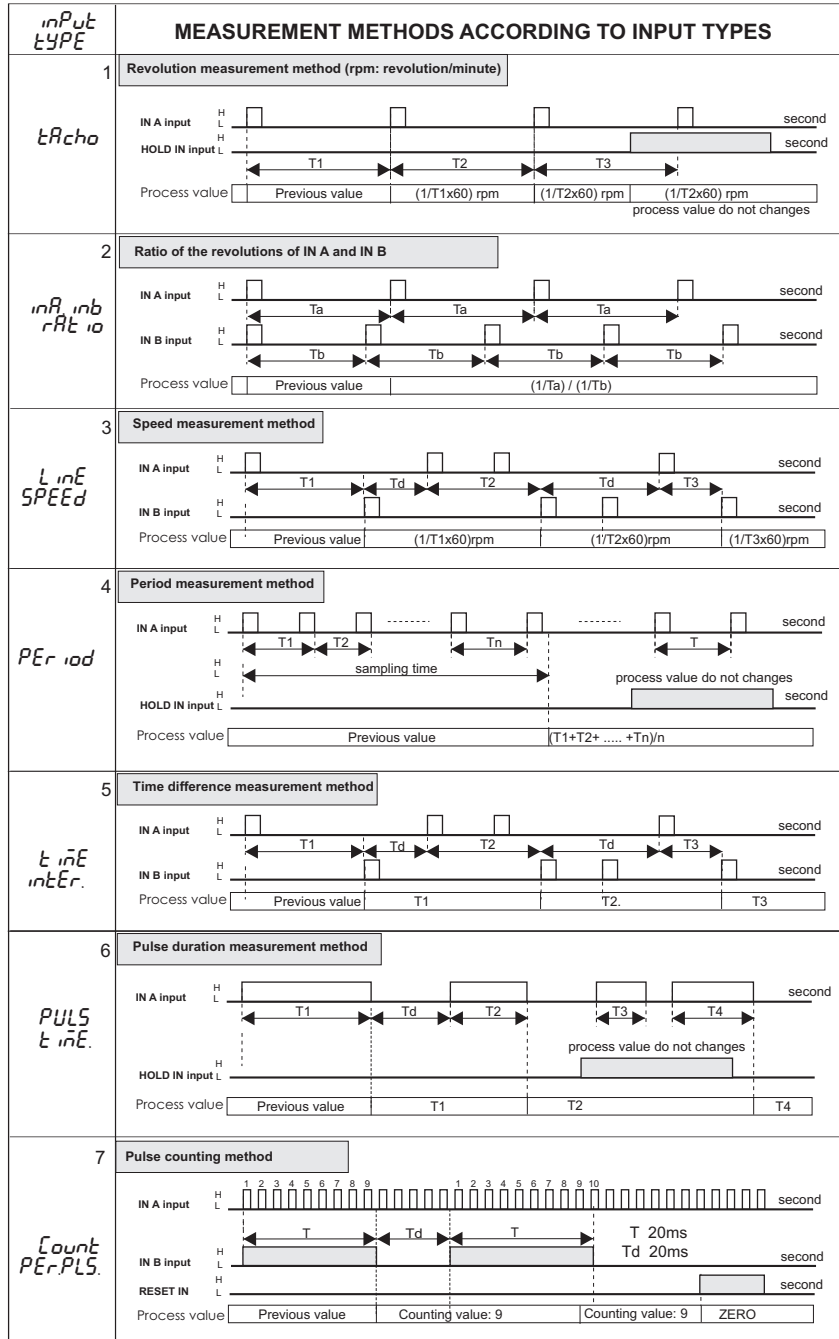 inPut
tYPE
MEASUREMENT METHODS ACCORDING TO INPUT TYPES
1
tAcho
Revolution measurement method (rpm: revolution/minute)
IN A input H L second
HOLD IN input H L second
T1 T2 T3
Process value Previous value (1/T1x60) rpm (1/T2x60) rpm (1/T2x60) rpm
process value do not changes
2
inA. inb
rAtio
Ratio of the revolutions of IN A and IN B
IN A input H L second
Ta Ta Ta
IN B input H L
Tb Tb Tb Tb
Process value Previous value (1/Ta) / (1/Tb)
3
LinE
SPEEd
Speed measurement method
IN A input H L second
T1 Td T2 Td T3
IN B input H L second
Process value Previous value (1/T1x60)rpm (1/T2x60)rpm (1/T3x60)rpm
4
PEriod
Period measurement method
IN A input H L second
T1 T2 Tn T
H L sampling time
process value do not changes
HOLD IN input H L second
Process value Previous value (T1+T2+ ..... +Tn)/n
5
timE
intEr.
Time difference measurement method
IN A input H L second
T1 Td T2 Td T3
IN B input H L second
Process value Previous value T1 T2. T3
6
PULS
timE.
Pulse duration measurement method
IN A input H L second
T1 Td T2 T3 T4
process value do not changes
HOLD IN input H L
Process value Previous value T1 T2 T4
7
Count
PEr.PLS.
Pulse counting method
1 2 3 4 5 6 7 8 9 1 2 3 4 5 6 7 8 9 10
IN A input H L second
T Td T T 20ms
Td 20ms
IN B input H L second
RESET IN H L second
Process value Previous value Counting value: 9 Counting value: 9 ZERO